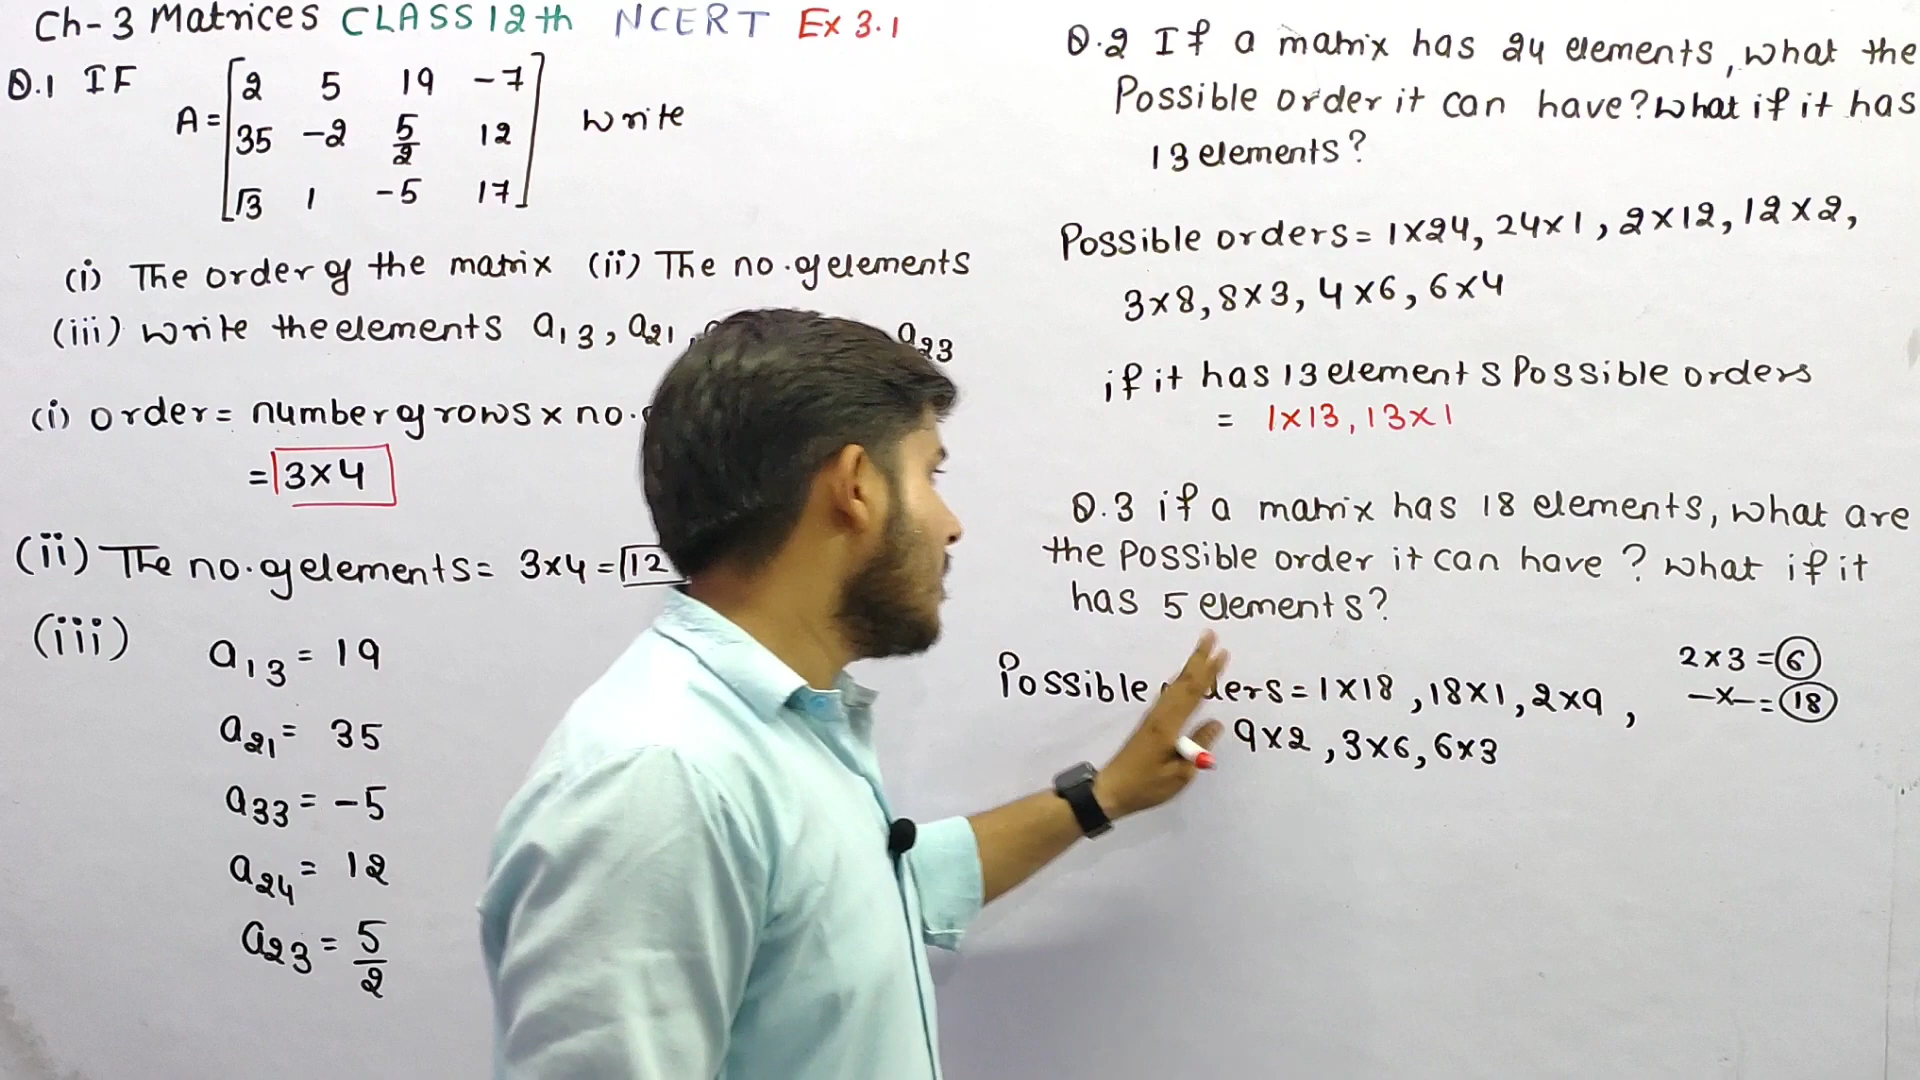 Ch-3 Matrices CLASS 12th NCERT Ex 3.1
Q.1 IF A = [2 5 19 -7
35 -2 5/2 12
√3 1 -5 17] write
(i) The order of the matrix (ii) The no. of elements
(iii) write the elements a13, a21, a23
(i) order = number of rows × no.
= 3×4
(ii) The no. of elements = 3×4 = 12
(iii)
a13 = 19
a21 = 35
a33 = -5
a24 = 12
a23 = 5/2
Q.2 If a matrix has 24 elements, what the
Possible order it can have? what if it has
13 elements?
Possible orders = 1×24, 24×1, 2×12, 12×2,
3×8, 8×3, 4×6, 6×4
if it has 13 elements Possible orders
= 1×13, 13×1
Q.3 if a matrix has 18 elements, what are
the possible order it can have? what if it
has 5 elements?
Possible ders = 1×18, 18×1, 2×9,
9×2, 3×6, 6×3
2×3 = 6
–×– = 18